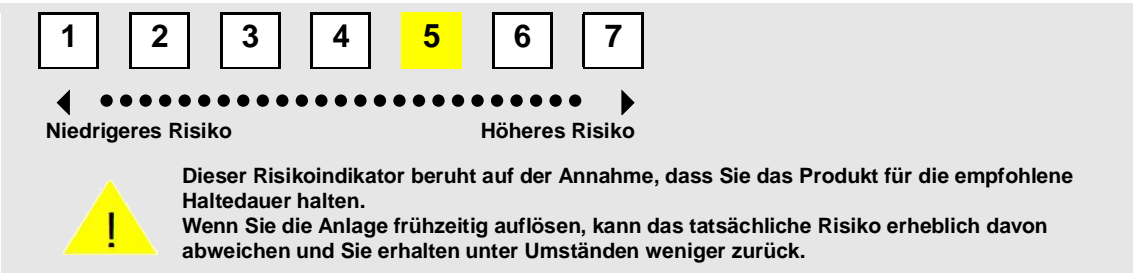 1 2 3 4 5 6 7
Niedrigeres Risiko Höheres Risiko
Dieser Risikoindikator beruht auf der Annahme, dass Sie das Produkt für die empfohlene
Haltedauer halten.
! Wenn Sie die Anlage frühzeitig auflösen, kann das tatsächliche Risiko erheblich davon
abweichen und Sie erhalten unter Umständen weniger zurück.